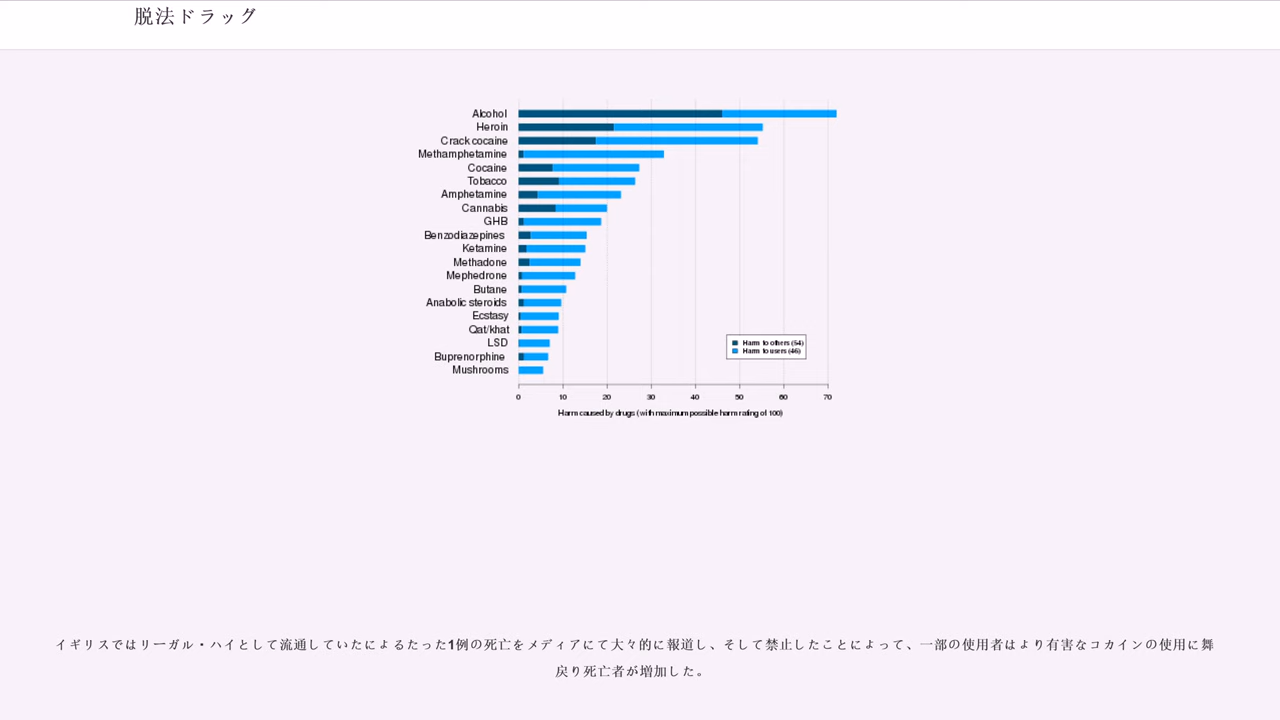 脱法ドラッグ
Alcohol
Heroin
Crack cocaine
Methamphetamine
Cocaine
Tobacco
Amphetamine
Cannabis
GHB
Benzodiazepines
Ketamine
Methadone
Mephedrone
Butane
Anabolic steroids
Ecstasy
Qat/khat
LSD
Buprenorphine
Mushrooms
Harm to others (54)
Harm to users (46)
0 10 20 30 40 50 60 70
Harm caused by drugs (with maximum possible harm rating of 100)
イギリスではリーガル・ハイとして流通していたによるたった1例の死亡をメディアにて大々的に報道し、そして禁止したことによって、一部の使用者はより有害なコカインの使用に舞
戻り死亡者が増加した。